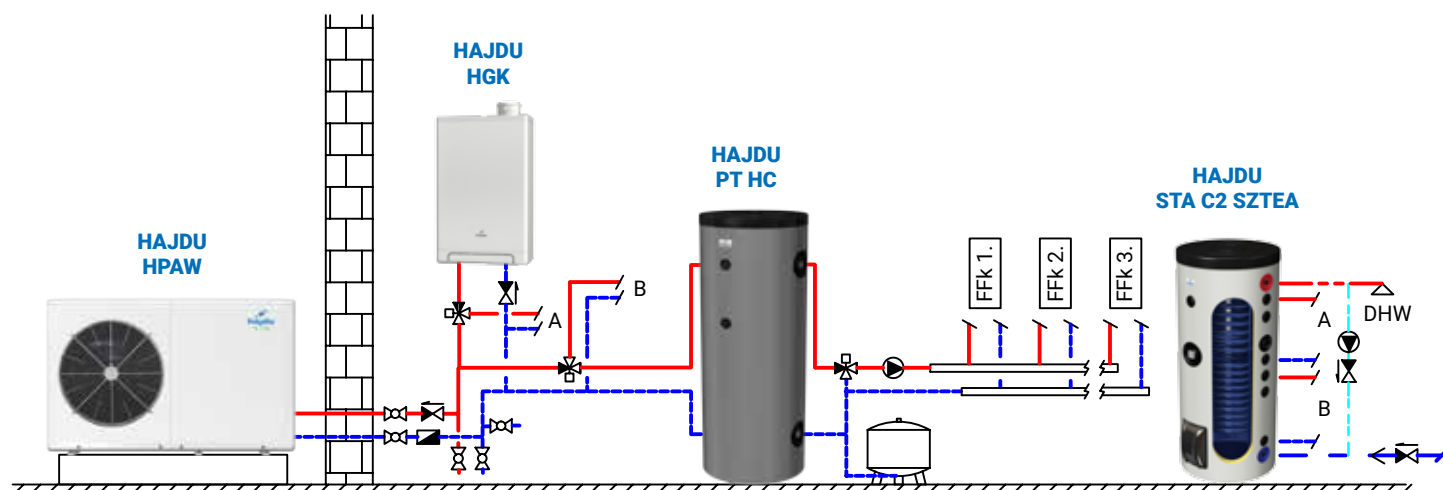 HAJDU
HPAW
HAJDU
HGK
A
B
HAJDU
PT HC
FFk 1.
FFk 2.
FFk 3.
HAJDU
STA C2 SZTEA
A
B
DHW